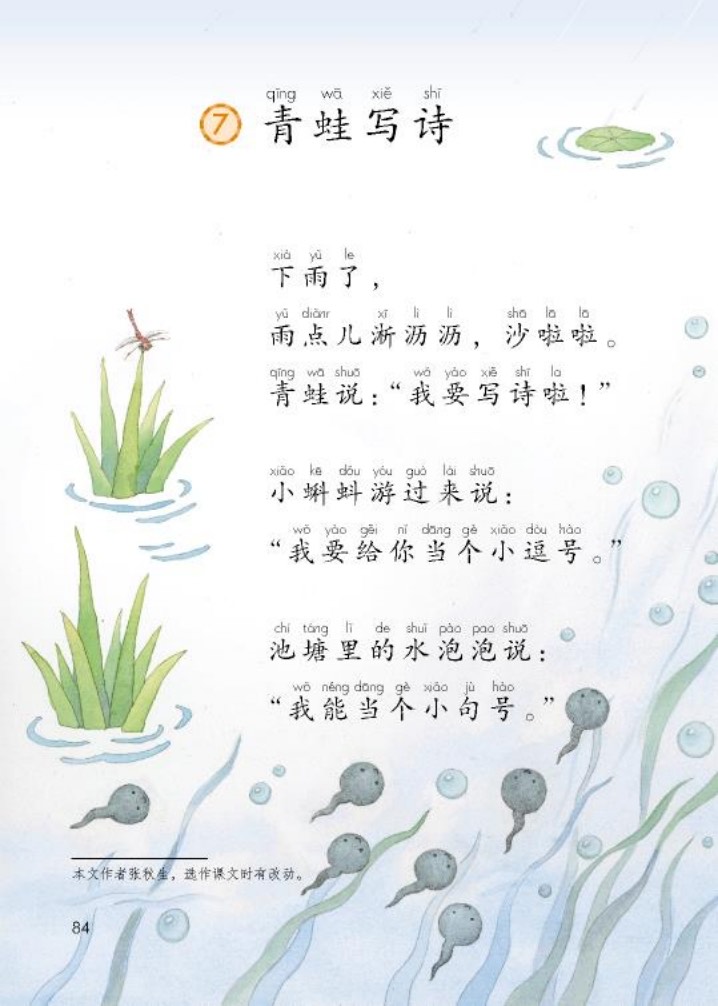 qīng wā xiě shī
7 青蛙写诗
xià yǔ le
下雨了，
yǔ diǎnr xī lì lì shā lā lā
雨点儿淅沥沥，沙啦啦。
qīng wā shuō wǒ yào xiě shī la
青蛙说：“我要写诗啦！”
xiǎo kē dǒu yóu guò lái shuō
小蝌蚪游过来说：
wǒ yào gěi nǐ dāng gè xiǎo dòu hào
“我要给你当个小逗号。”
chí táng lǐ de shuǐ pào pao shuō
池塘里的水泡泡说：
wǒ néng dāng gè xiǎo jù hào
“我能当个小句号。”
本文作者张秋生，选作课文时有改动。
84